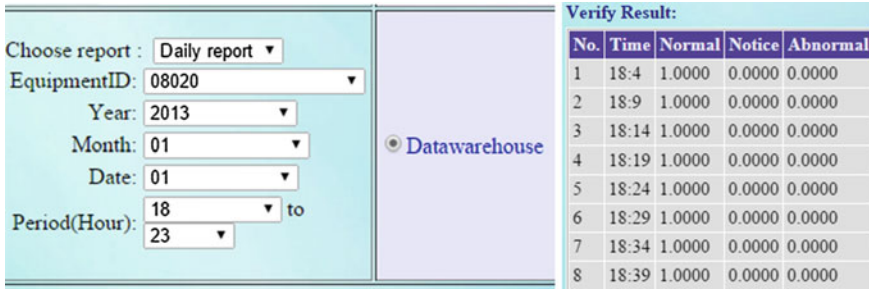 Choose report : Daily report
EquipmentID: 08020
Year: 2013
Month: 01
Date: 01
Period(Hour): 18 to
23
Datawarehouse
Verify Result:
No. Time Normal Notice Abnormal
1 18:4 1.0000 0.0000 0.0000
2 18:9 1.0000 0.0000 0.0000
3 18:14 1.0000 0.0000 0.0000
4 18:19 1.0000 0.0000 0.0000
5 18:24 1.0000 0.0000 0.0000
6 18:29 1.0000 0.0000 0.0000
7 18:34 1.0000 0.0000 0.0000
8 18:39 1.0000 0.0000 0.0000